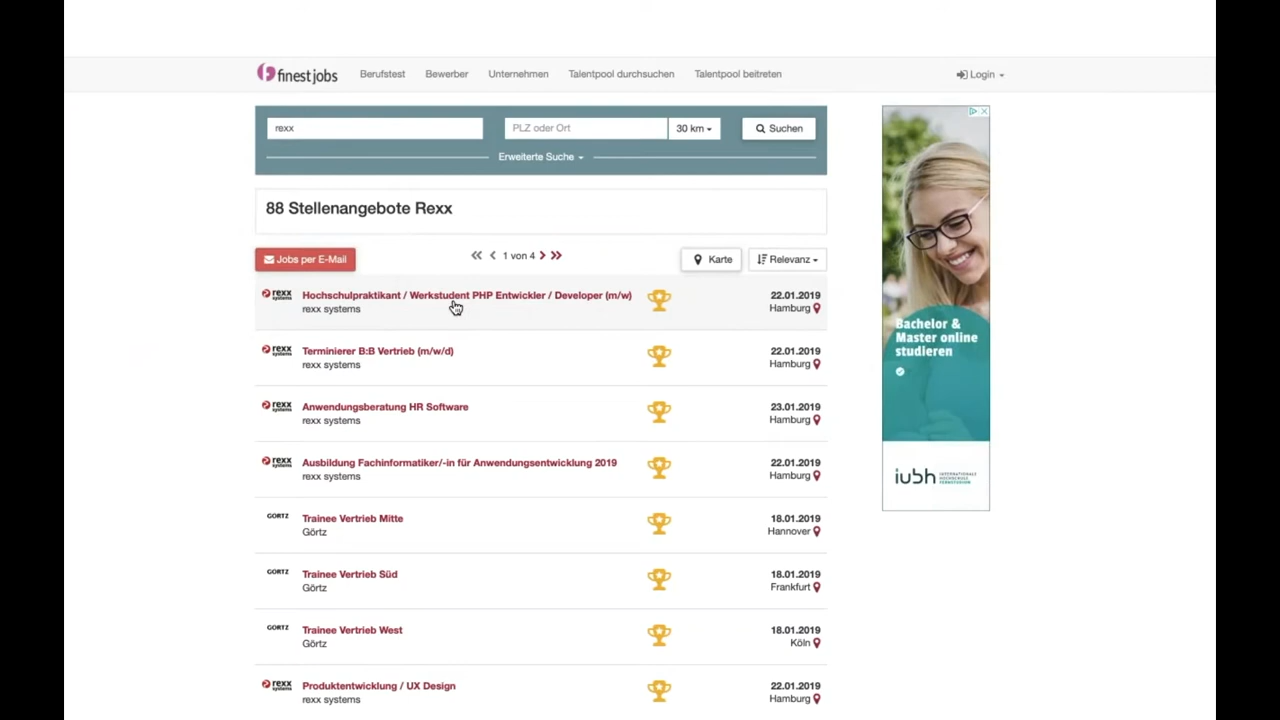 finestjobs Berufstest Bewerber Unternehmen Talentpool durchsuchen Talentpool beitreten Login
rexx PLZ oder Ort 30 km Suchen
Erweiterte Suche
88 Stellenangebote Rexx
Jobs per E-Mail 1 von 4 Karte Relevanz
rexx systems Hochschulpraktikant / Werkstudent PHP Entwickler / Developer (m/w) 22.01.2019
rexx systems Hamburg
rexx systems Terminierer B:B Vertrieb (m/w/d) 22.01.2019
rexx systems Hamburg
rexx systems Anwendungsberatung HR Software 23.01.2019
rexx systems Hamburg
rexx systems Ausbildung Fachinformatiker/-in für Anwendungsentwicklung 2019 22.01.2019
rexx systems Hamburg
GÖRTZ Trainee Vertrieb Mitte 18.01.2019
Görtz Hannover
GÖRTZ Trainee Vertrieb Süd 18.01.2019
Görtz Frankfurt
GÖRTZ Trainee Vertrieb West 18.01.2019
Görtz Köln
rexx systems Produktentwicklung / UX Design 22.01.2019
rexx systems Hamburg
Bachelor &
Master online
studieren
iubh INTERNATIONALE
HOCHSCHULE
FERNSTUDIUM